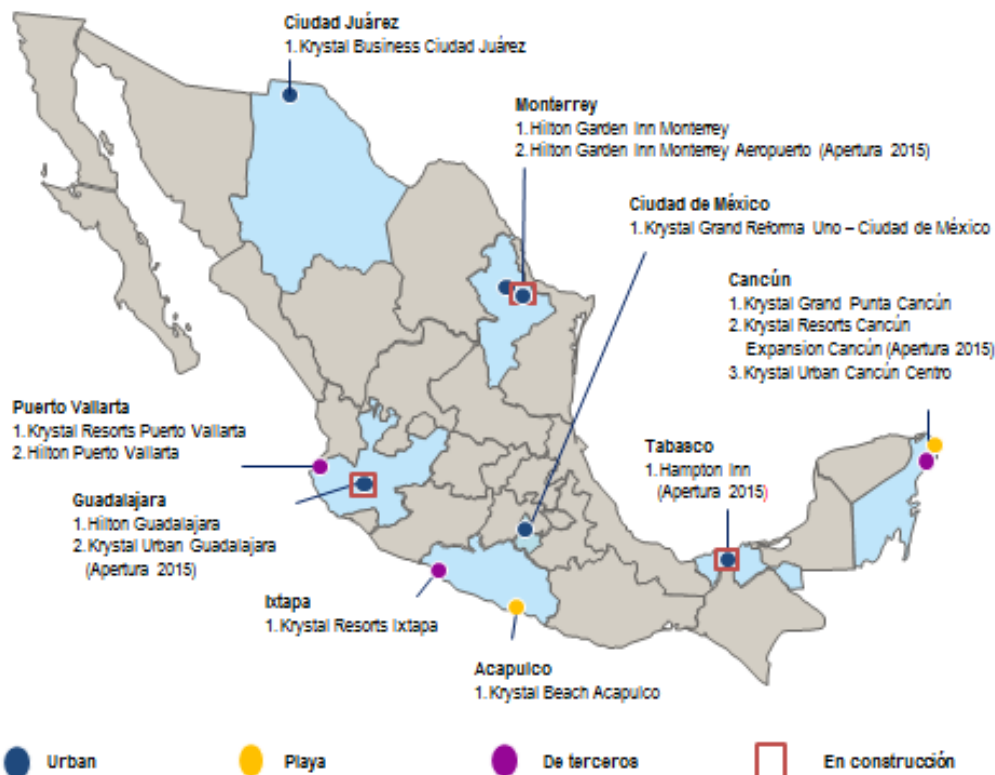 Ciudad Juárez
1. Krystal Business Ciudad Juárez
Monterrey
1. Hilton Garden Inn Monterrey
2. Hilton Garden Inn Monterrey Aeropuerto (Apertura 2015)
Ciudad de México
1. Krystal Grand Reforma Uno – Ciudad de México
Cancún
1. Krystal Grand Punta Cancún
2. Krystal Resorts Cancún
Expansion Cancún (Apertura 2015)
3. Krystal Urban Cancún Centro
Puerto Vallarta
1. Krystal Resorts Puerto Vallarta
2. Hilton Puerto Vallarta
Tabasco
1. Hampton Inn
(Apertura 2015)
Guadalajara
1. Hilton Guadalajara
2. Krystal Urban Guadalajara
(Apertura 2015)
Ixtapa
1. Krystal Resorts Ixtapa
Acapulco
1. Krystal Beach Acapulco
Urban
Playa
De terceros
En construcción